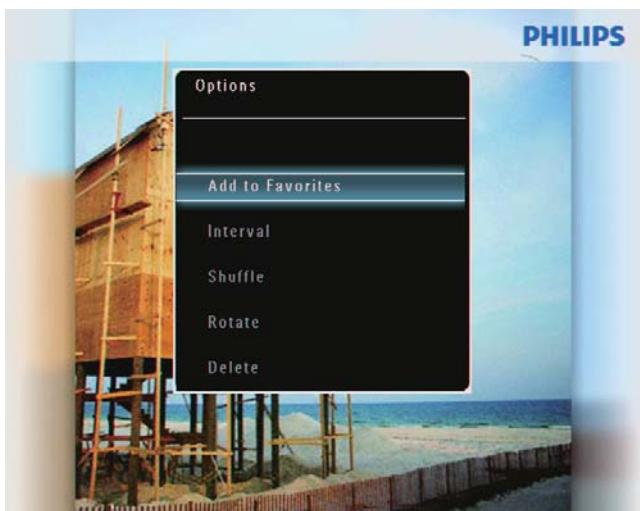 PHILIPS
Options
Add to Favorites
Interval
Shuffle
Rotate
Delete